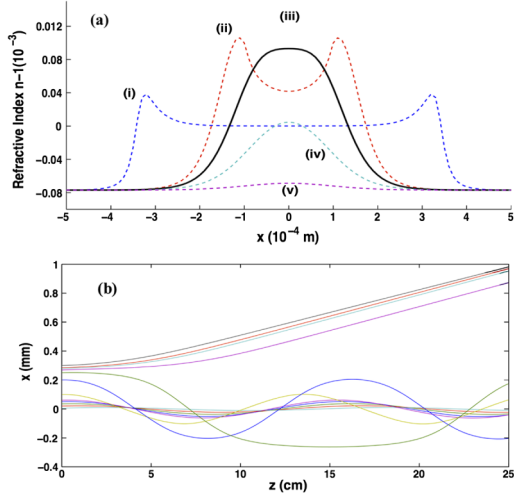 (a)
Refractive Index n−1(10⁻³)
0.012
0.08
0.04
0
−0.04
−0.08
(i)
(ii)
(iii)
(iv)
(v)
−5 −4 −3 −2 −1 0 1 2 3 4 5
x (10⁻⁴ m)
(b)
x (mm)
1
0.8
0.6
0.4
0.2
0
−0.2
−0.4
0 5 10 15 20 25
z (cm)